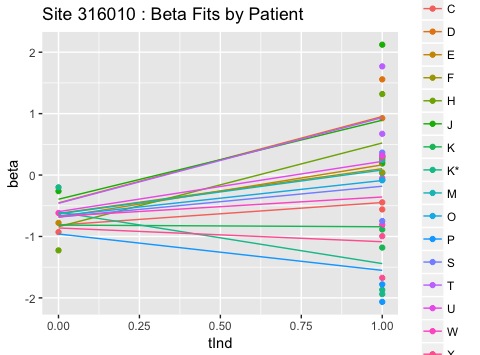 Site 316010 : Beta Fits by Patient
beta
2
1
0
-1
-2
0.00 0.25 0.50 0.75 1.00
tInd
C
D
E
F
H
J
K
K*
M
O
P
S
T
U
W